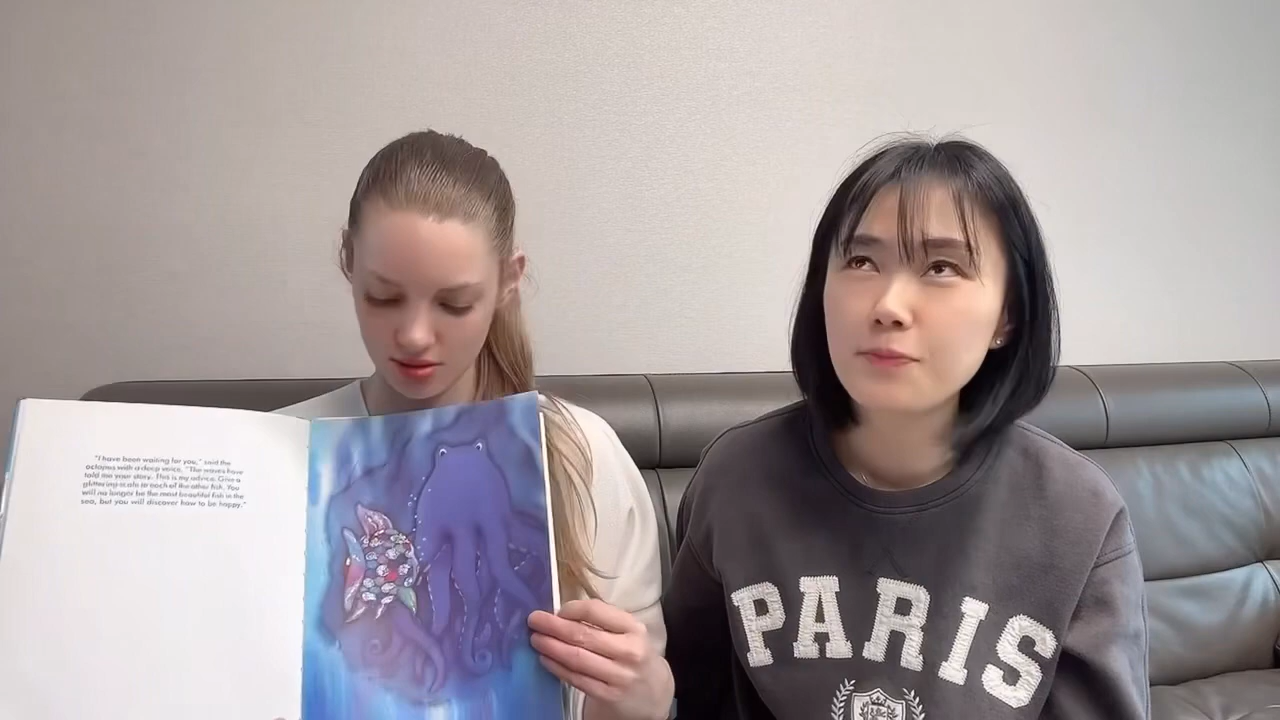 "I have been waiting for you," said the
octopus with a deep voice. "The waves have
told me your story. This is my advice. Give a
glittering scale to each of the other fish. You
will no longer be the most beautiful fish in the
sea, but you will discover how to be happy."
PARIS